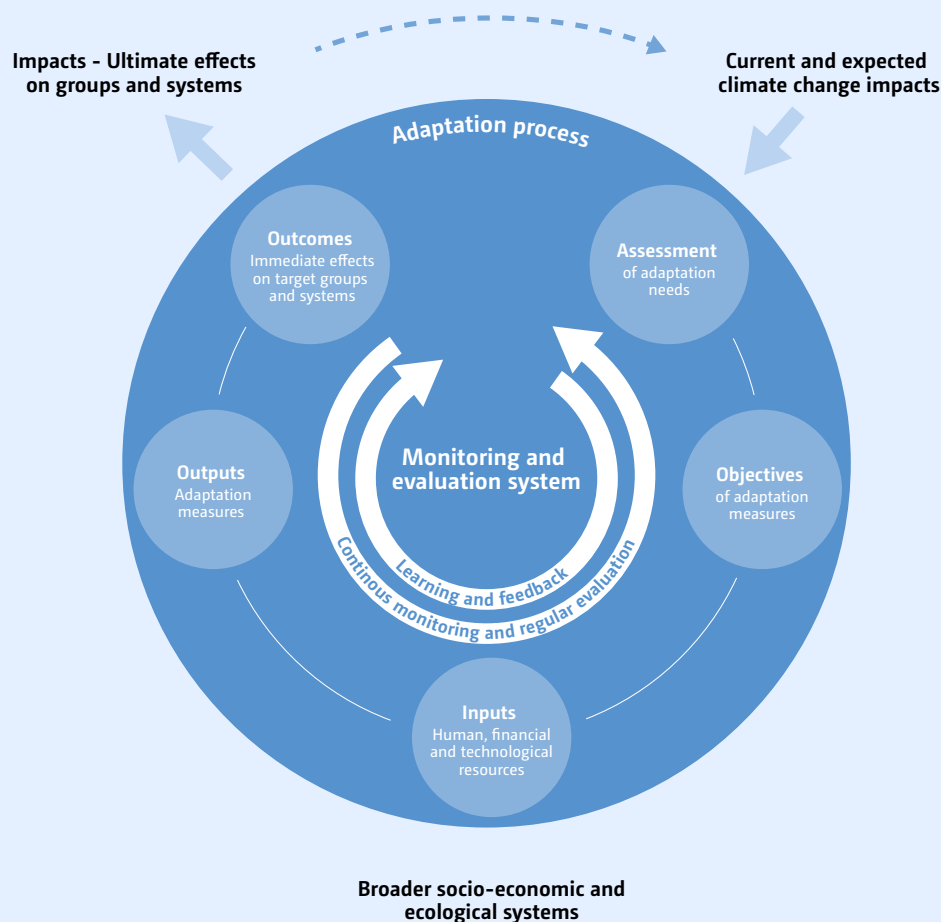 Impacts - Ultimate effects
on groups and systems
Current and expected
climate change impacts
Adaptation process
Outcomes
Immediate effects
on target groups
and systems
Assessment
of adaptation
needs
Outputs
Adaptation
measures
Monitoring and
evaluation system
Objectives
of adaptation
measures
Learning and feedback
Continous monitoring and regular evaluation
Inputs
Human, financial
and technological
resources
Broader socio-economic and
ecological systems